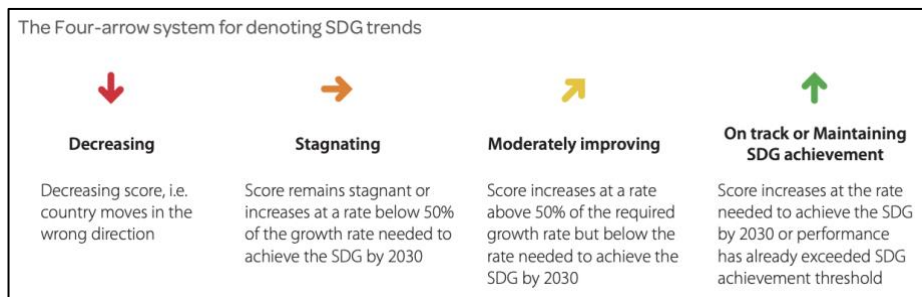 The Four-arrow system for denoting SDG trends
Decreasing
Decreasing score, i.e.
country moves in the
wrong direction
Stagnating
Score remains stagnant or
increases at a rate below 50%
of the growth rate needed to
achieve the SDG by 2030
Moderately improving
Score increases at a rate
above 50% of the required
growth rate but below the
rate needed to achieve the
SDG by 2030
On track or Maintaining
SDG achievement
Score increases at the rate
needed to achieve the SDG
by 2030 or performance
has already exceeded SDG
achievement threshold